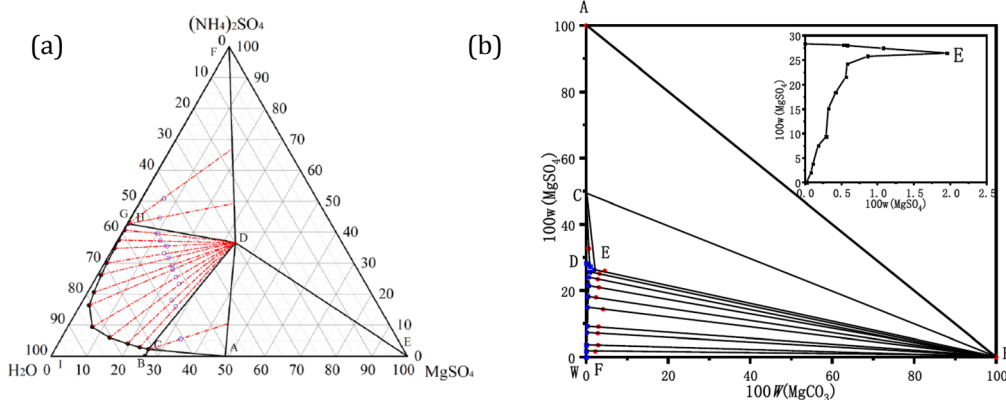 (a)
(NH₄)₂SO₄
0 100
F
10 90
20 80
30 70
40 60
50 50
G H
60 40
D
70 30
80 20
90 10
C A E
100 0
I B
H₂O 0 10 20 30 40 50 60 70 80 90 100 MgSO₄
(b)
A
100
80
60
40
20
0
100w(MgSO₄)
C
D
E
W F
0 20 40 60 80 100
100W(MgCO₃)
30
25
20
15
10
5
0
100w(MgSO₄)
E
0.0 0.5 1.0 1.5 2.0 2.5
100w(MgSO₄)